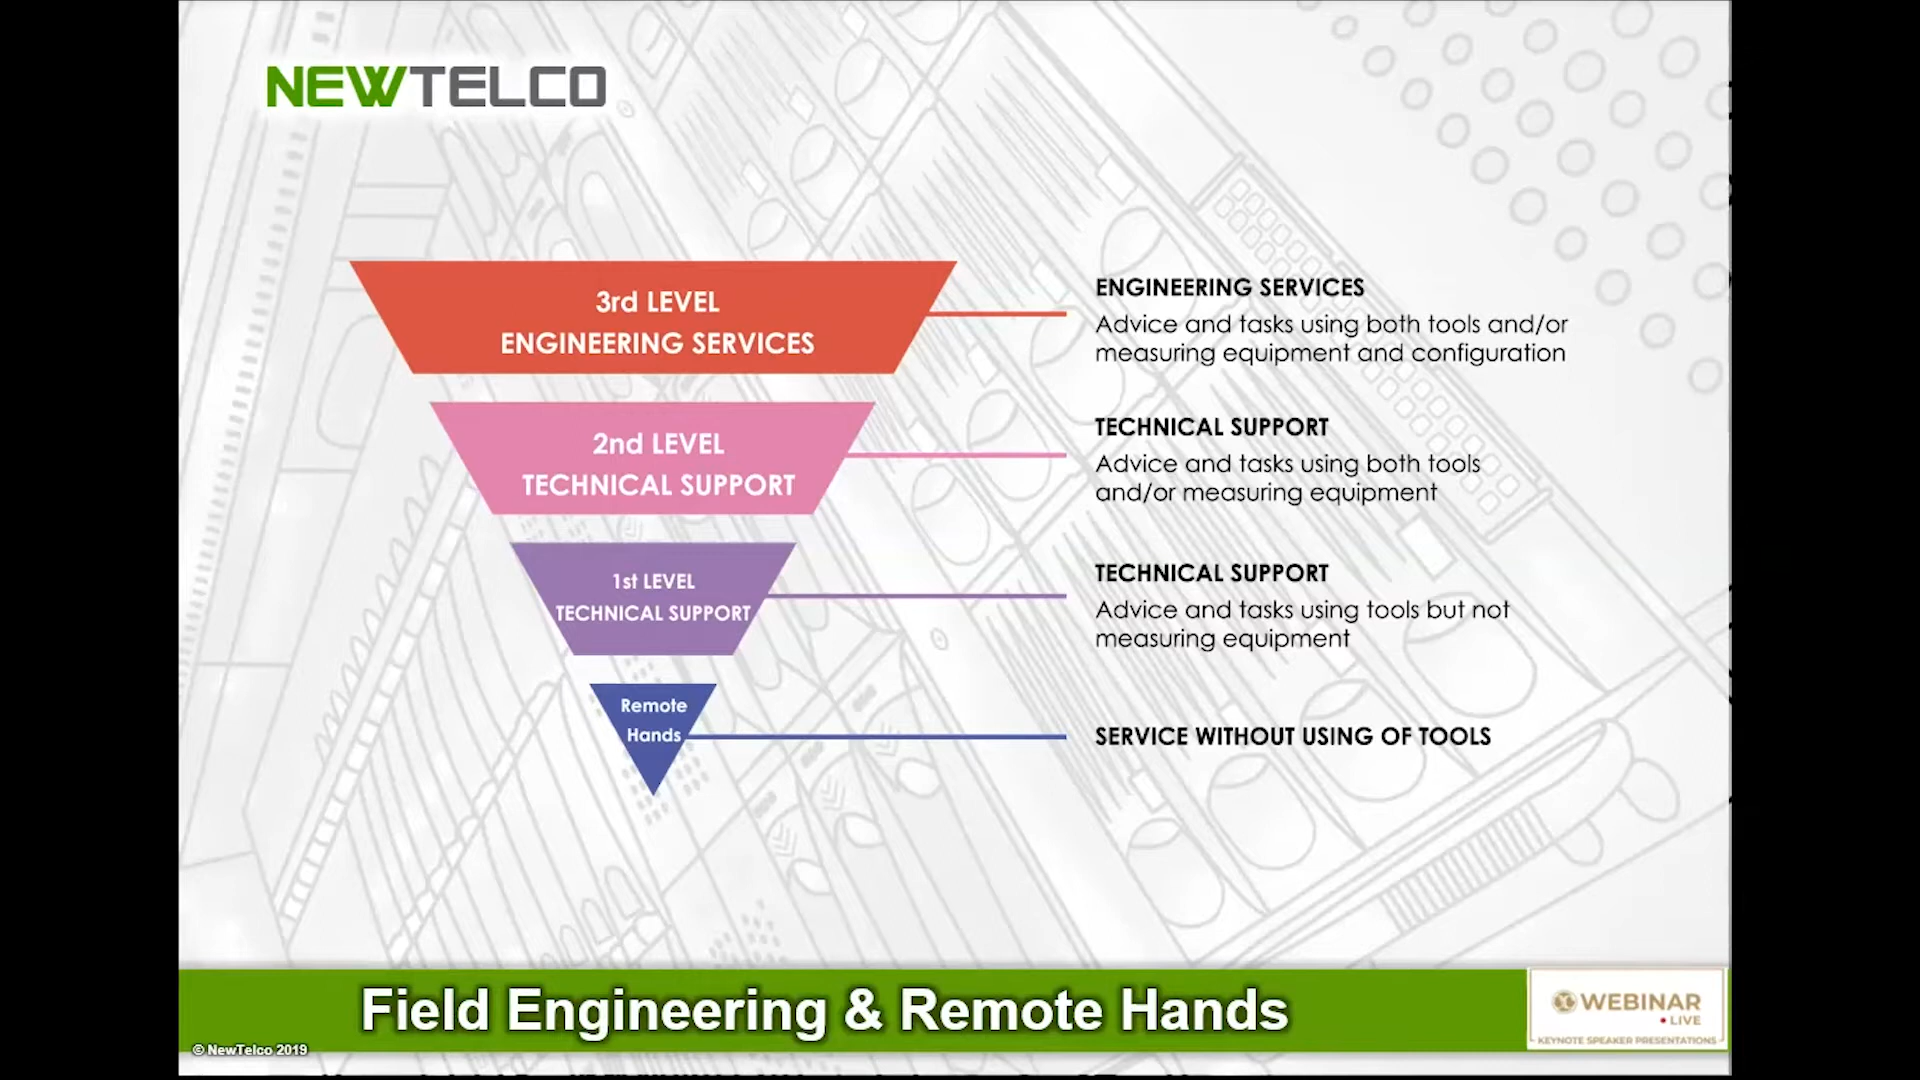 NEWTELCO
3rd LEVEL
ENGINEERING SERVICES
ENGINEERING SERVICES
Advice and tasks using both tools and/or
measuring equipment and configuration
2nd LEVEL
TECHNICAL SUPPORT
TECHNICAL SUPPORT
Advice and tasks using both tools
and/or measuring equipment
1st LEVEL
TECHNICAL SUPPORT
TECHNICAL SUPPORT
Advice and tasks using tools but not
measuring equipment
Remote
Hands
SERVICE WITHOUT USING OF TOOLS
Field Engineering & Remote Hands
© NewTelco 2019
WEBINAR
LIVE
KEYNOTE SPEAKER PRESENTATIONS